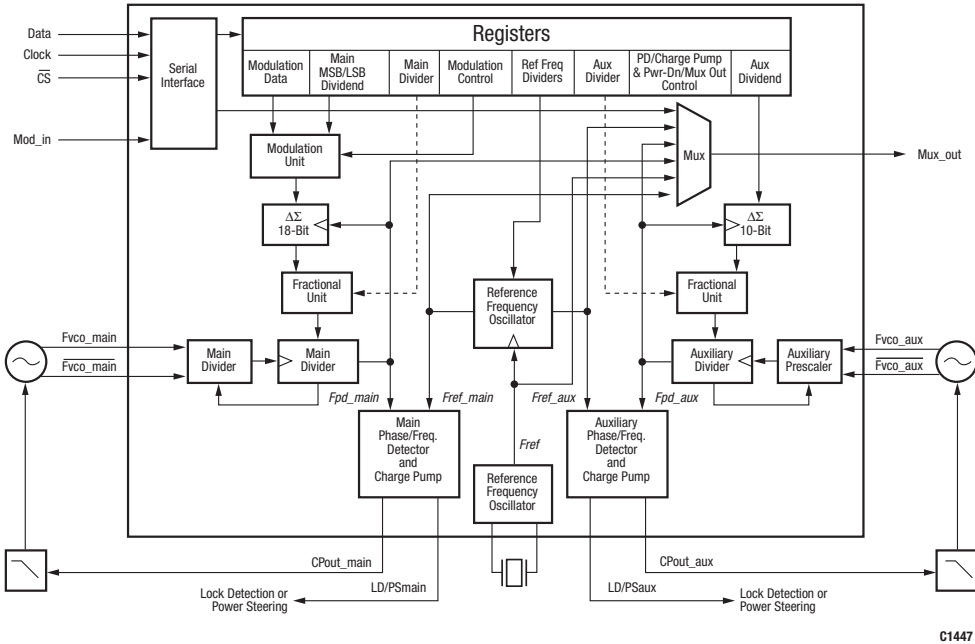 Registers
Data
Clock
CS
Mod_in
Serial
Interface
Modulation
Data
Main
MSB/LSB
Dividend
Main
Divider
Modulation
Control
Ref Freq
Dividers
Aux
Divider
PD/Charge Pump
& Pwr-Dn/Mux Out
Control
Aux
Dividend
Modulation
Unit
Mux
Mux_out
ΔΣ
18-Bit
ΔΣ
10-Bit
Fractional
Unit
Reference
Frequency
Oscillator
Fractional
Unit
Fvco_main
Fvco_main
Main
Divider
Main
Divider
Auxiliary
Divider
Auxiliary
Prescaler
Fvco_aux
Fvco_aux
Fpd_main
Fref_main
Fref_aux
Fpd_aux
Main
Phase/Freq.
Detector
and
Charge Pump
Fref
Auxiliary
Phase/Freq.
Detector
and
Charge Pump
Reference
Frequency
Oscillator
CPout_main
CPout_aux
LD/PSmain
LD/PSaux
Lock Detection or
Power Steering
Lock Detection or
Power Steering
C1447